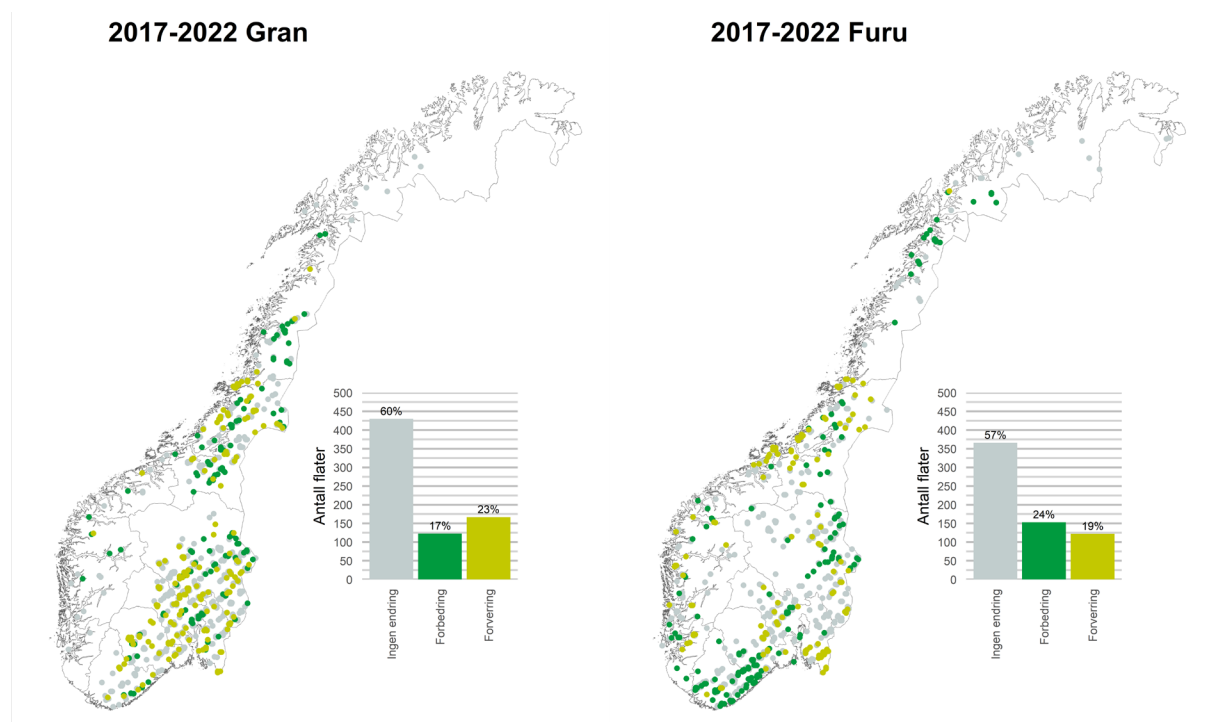 2017-2022 Gran
2017-2022 Furu
Antall flater
500
450
400
350
300
250
200
150
100
50
0
60%
17%
23%
Ingen endring
Forbedring
Forverring
Antall flater
500
450
400
350
300
250
200
150
100
50
0
57%
24%
19%
Ingen endring
Forbedring
Forverring